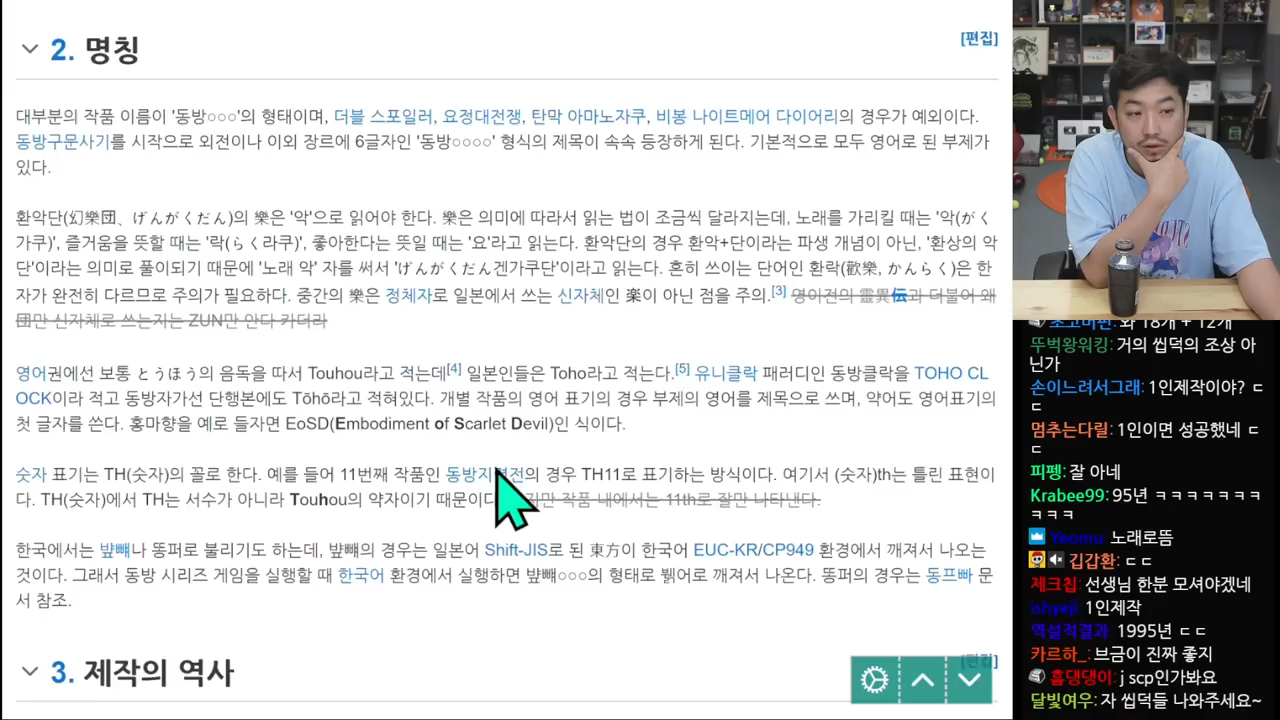 2. 명칭
[편집]
대부분의 작품 이름이 '동방○○○'의 형태이며, 더블 스포일러, 요정대전쟁, 탄막 아마노자쿠, 비봉 나이트메어 다이어리의 경우가 예외이다.
동방구문사기를 시작으로 외전이나 이외 장르에 6글자인 '동방○○○○' 형식의 제목이 속속 등장하게 된다. 기본적으로 모두 영어로 된 부제가
있다.
환악단(幻樂団、げんがくだん)의 樂은 '악'으로 읽어야 한다. 樂은 의미에 따라서 읽는 법이 조금씩 달라지는데, 노래를 가리킬 때는 '악(がく
가쿠)', 즐거움을 뜻할 때는 '락(らく라쿠)', 좋아한다는 뜻일 때는 '요'라고 읽는다. 환악단의 경우 환악+단이라는 파생 개념이 아닌, '환상의 악
단'이라는 의미로 풀이되기 때문에 '노래 악' 자를 써서 'げんがくだん겐가쿠단'이라고 읽는다. 흔히 쓰이는 단어인 환락(歡樂, かんらく)은 한
자가 완전히 다르므로 주의가 필요하다. 중간의 樂은 정체자로 일본에서 쓰는 신자체인 楽이 아닌 점을 주의.[3] 영이전의 靈異伝과 더불어 왜
団만 신자체로 쓰는지는 ZUN만 안다 카더라
영어권에선 보통 とうほう의 음독을 따서 Touhou라고 적는데[4] 일본인들은 Toho라고 적는다.[5] 유니클락 패러디인 동방클락을 TOHO CL
OCK이라 적고 동방자가선 단행본에도 Tōhō라고 적혀있다. 개별 작품의 영어 표기의 경우 부제의 영어를 제목으로 쓰며, 약어도 영어표기의
첫 글자를 쓴다. 홍마향을 예로 들자면 EoSD(Embodiment of Scarlet Devil)인 식이다.
숫자 표기는 TH(숫자)의 꼴로 한다. 예를 들어 11번째 작품인 동방지령전의 경우 TH11로 표기하는 방식이다. 여기서 (숫자)th는 틀린 표현이
다. TH(숫자)에서 TH는 서수가 아니라 Touhou의 약자이기 때문이다 작품 내에서는 11th로 잘만 나타낸다.
한국에서는 뱦뺴나 똥퍼로 불리기도 하는데, 뱦뺴의 경우는 일본어 Shift-JIS로 된 東方이 한국어 EUC-KR/CP949 환경에서 깨져서 나오는
것이다. 그래서 동방 시리즈 게임을 실행할 때 한국어 환경에서 실행하면 뱦뺴○○○의 형태로 뷁어로 깨져서 나온다. 똥퍼의 경우는 동프빠 문
서 참조.
3. 제작의 역사
[편집]
초고버편: 와 18개 + 12개
뚜벅왕워킹: 거의 씹덕의 조상 아
닌가
손이느려서그래: 1인제작이야? ㄷ
ㄷ
멈추는다릴: 1인이면 성공했네 ㄷ
ㄷ
피펭: 잘 아네
Krabee99: 95년 ㅋㅋㅋㅋㅋㅋㅋ
ㅋㅋㅋ
Yeomu: 노래로뜸
김갑환: ㄷㄷ
제크칩: 선생님 한분 모셔야겠네
ishyeji: 1인제작
역설적결과: 1995년 ㄷㄷ
카르하_: 브금이 진짜 좋지
흠댕댕이: j scp인가봐요
달빛여우: 자 씹덕들 나와주세요~